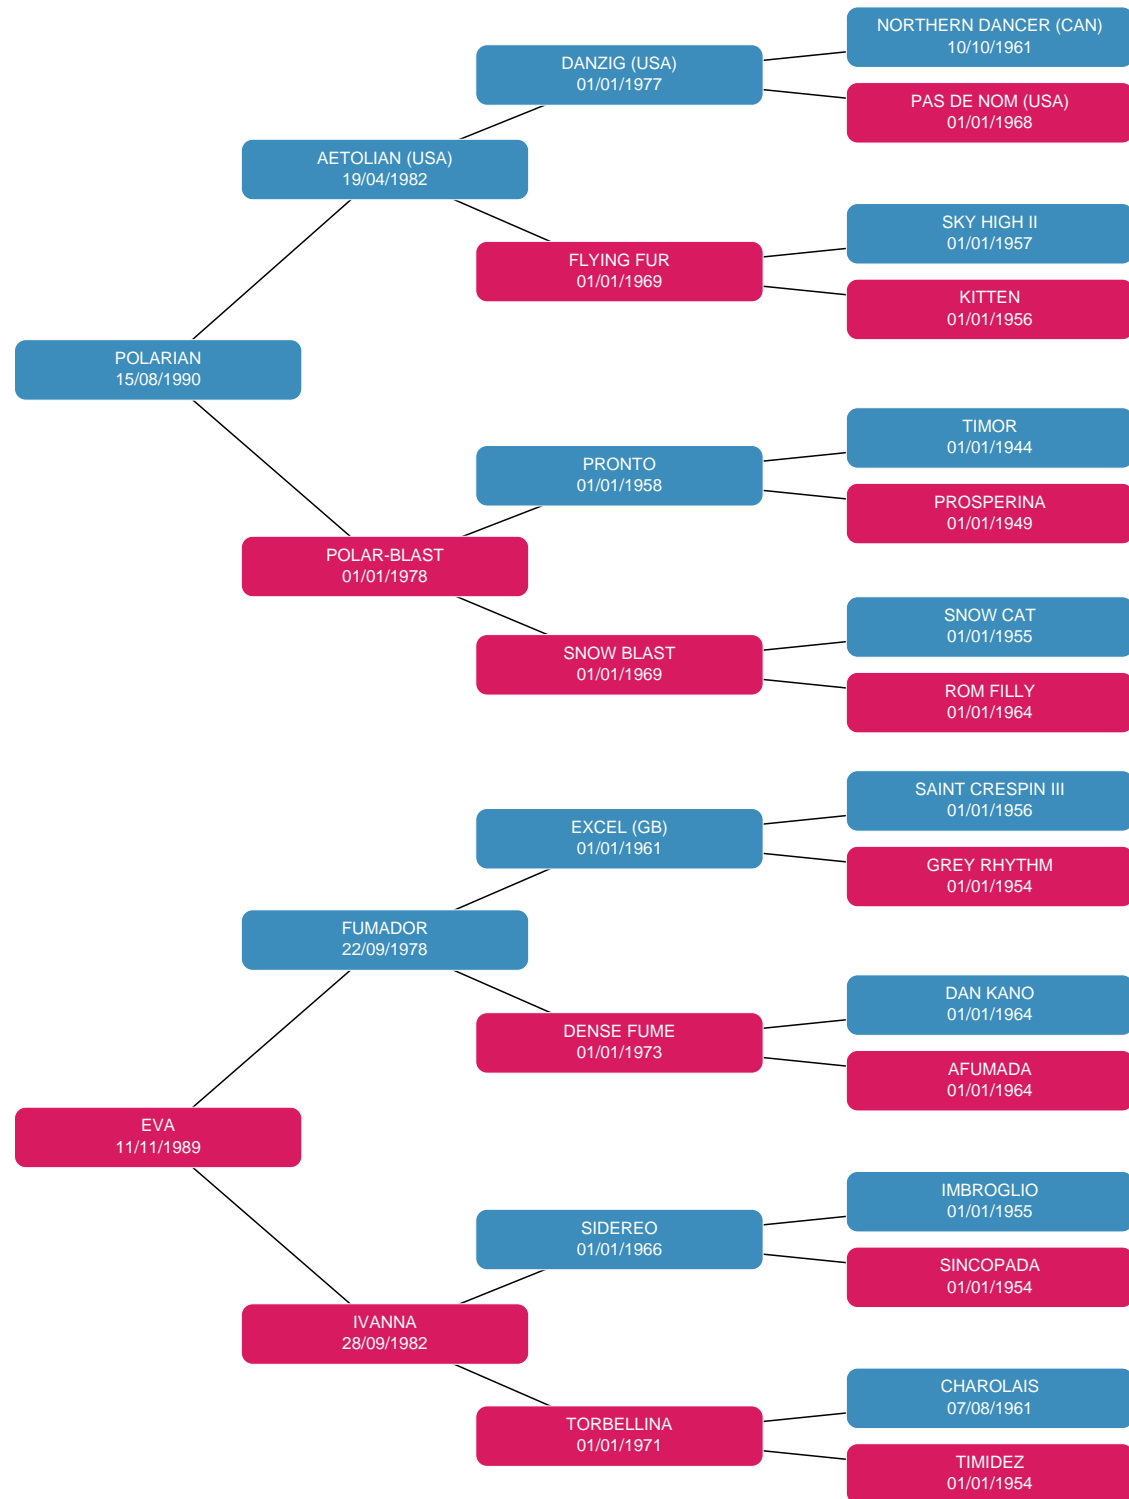 NORTHERN DANCER (CAN)
10/10/1961
DANZIG (USA)
01/01/1977
PAS DE NOM (USA)
01/01/1968
AETOLIAN (USA)
19/04/1982
SKY HIGH II
01/01/1957
FLYING FUR
01/01/1969
KITTEN
01/01/1956
POLARIAN
15/08/1990
TIMOR
01/01/1944
PRONTO
01/01/1958
PROSPERINA
01/01/1949
POLAR-BLAST
01/01/1978
SNOW CAT
01/01/1955
SNOW BLAST
01/01/1969
ROM FILLY
01/01/1964
SAINT CRESPIN III
01/01/1956
EXCEL (GB)
01/01/1961
GREY RHYTHM
01/01/1954
FUMADOR
22/09/1978
DAN KANO
01/01/1964
DENSE FUME
01/01/1973
AFUMADA
01/01/1964
EVA
11/11/1989
IMBROGLIO
01/01/1955
SIDEREO
01/01/1966
SINCOPADA
01/01/1954
IVANNA
28/09/1982
CHAROLAIS
07/08/1961
TORBELLINA
01/01/1971
TIMIDEZ
01/01/1954